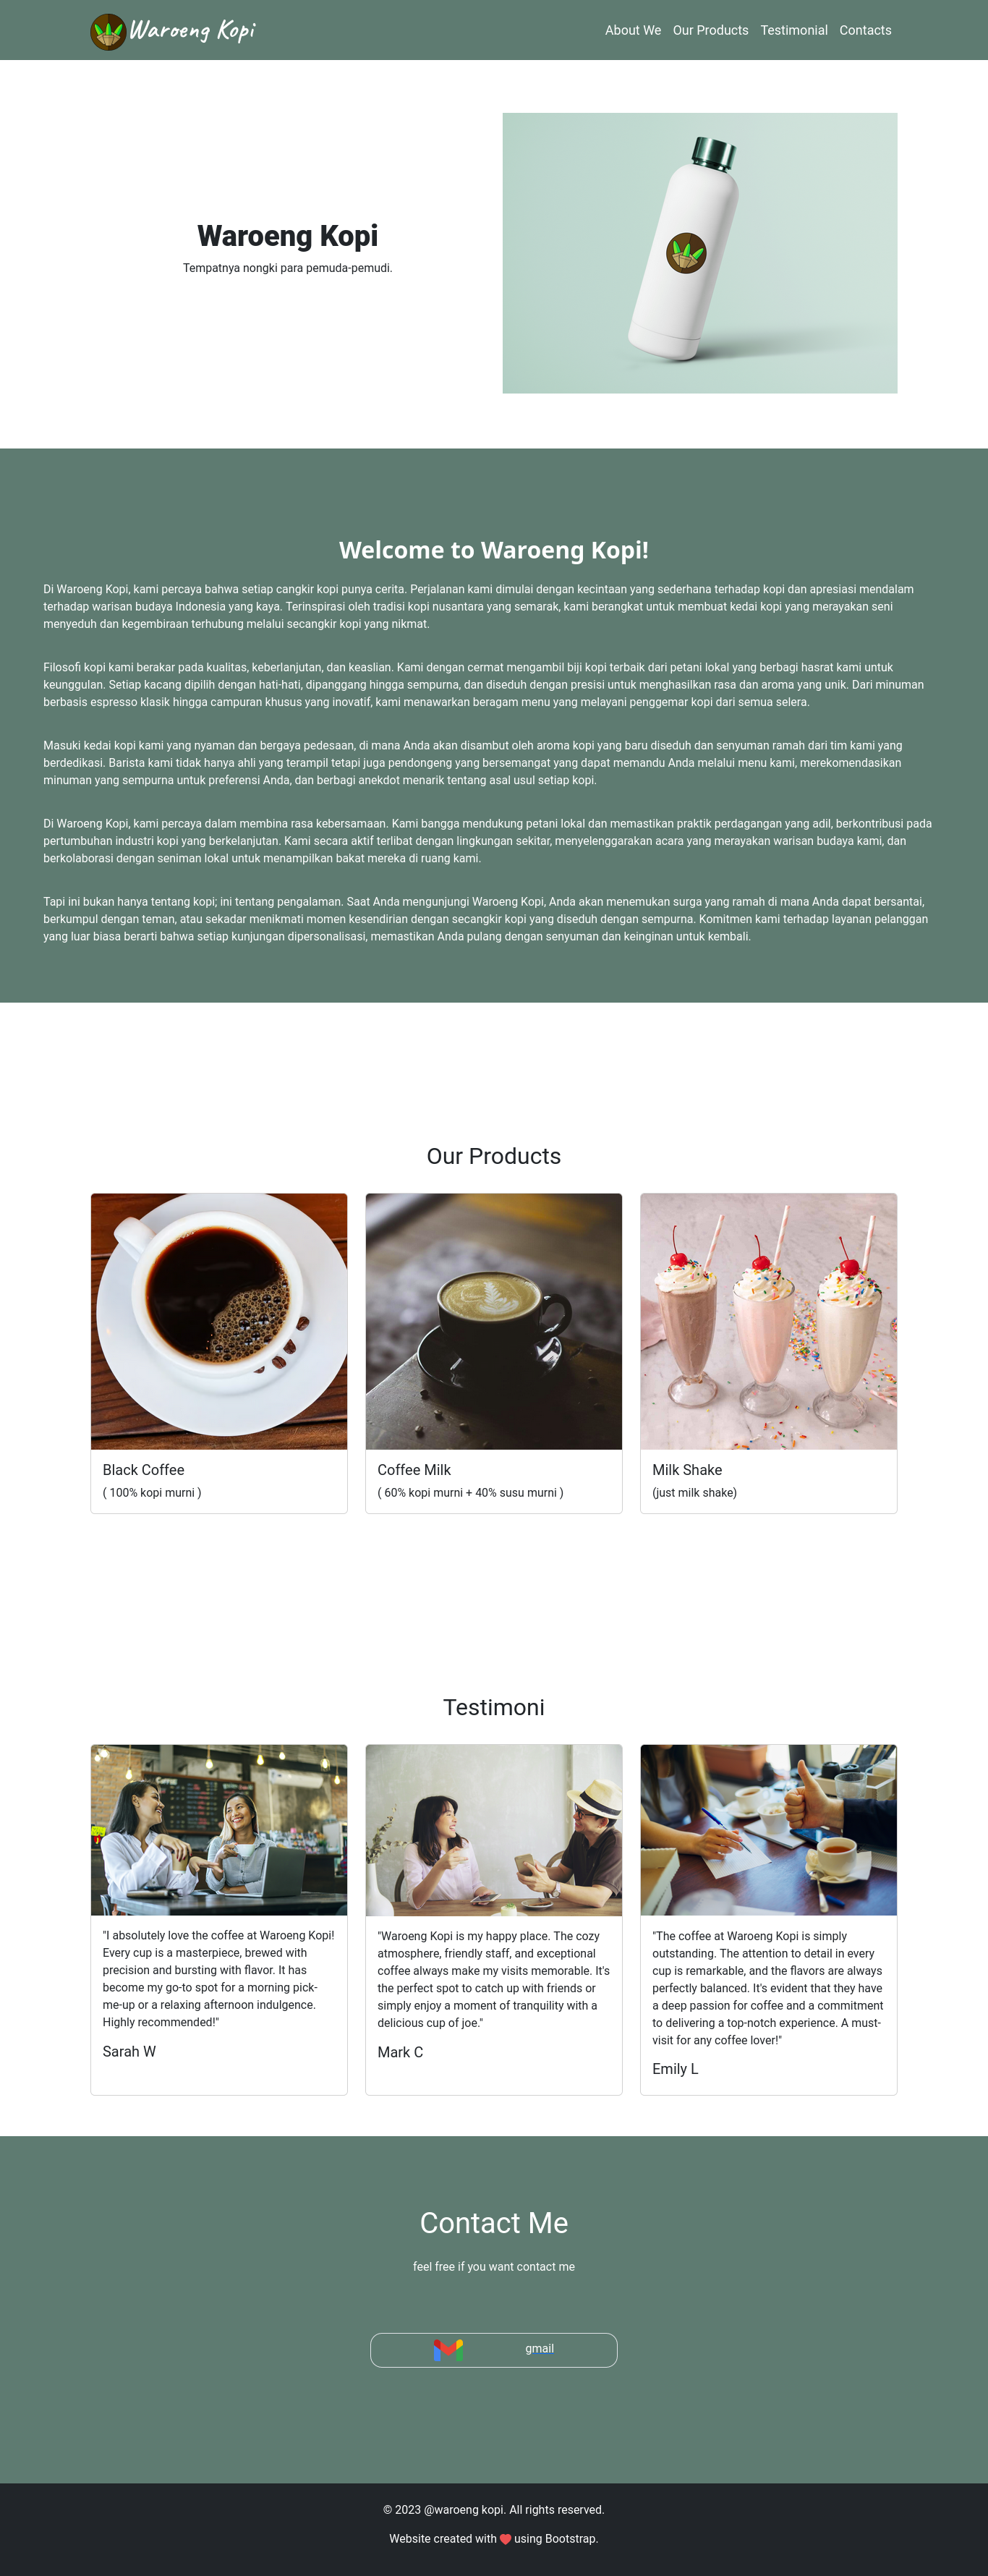 Waroeng Kopi
About We
Our Products
Testimonial
Contacts
Waroeng Kopi
Tempatnya nongki para pemuda-pemudi.
Welcome to Waroeng Kopi!
Di Waroeng Kopi, kami percaya bahwa setiap cangkir kopi punya cerita. Perjalanan kami dimulai dengan kecintaan yang sederhana terhadap kopi dan apresiasi mendalam
terhadap warisan budaya Indonesia yang kaya. Terinspirasi oleh tradisi kopi nusantara yang semarak, kami berangkat untuk membuat kedai kopi yang merayakan seni
menyeduh dan kegembiraan terhubung melalui secangkir kopi yang nikmat.
Filosofi kopi kami berakar pada kualitas, keberlanjutan, dan keaslian. Kami dengan cermat mengambil biji kopi terbaik dari petani lokal yang berbagi hasrat kami untuk
keunggulan. Setiap kacang dipilih dengan hati-hati, dipanggang hingga sempurna, dan diseduh dengan presisi untuk menghasilkan rasa dan aroma yang unik. Dari minuman
berbasis espresso klasik hingga campuran khusus yang inovatif, kami menawarkan beragam menu yang melayani penggemar kopi dari semua selera.
Masuki kedai kopi kami yang nyaman dan bergaya pedesaan, di mana Anda akan disambut oleh aroma kopi yang baru diseduh dan senyuman ramah dari tim kami yang
berdedikasi. Barista kami tidak hanya ahli yang terampil tetapi juga pendongeng yang bersemangat yang dapat memandu Anda melalui menu kami, merekomendasikan
minuman yang sempurna untuk preferensi Anda, dan berbagi anekdot menarik tentang asal usul setiap kopi.
Di Waroeng Kopi, kami percaya dalam membina rasa kebersamaan. Kami bangga mendukung petani lokal dan memastikan praktik perdagangan yang adil, berkontribusi pada
pertumbuhan industri kopi yang berkelanjutan. Kami secara aktif terlibat dengan lingkungan sekitar, menyelenggarakan acara yang merayakan warisan budaya kami, dan
berkolaborasi dengan seniman lokal untuk menampilkan bakat mereka di ruang kami.
Tapi ini bukan hanya tentang kopi; ini tentang pengalaman. Saat Anda mengunjungi Waroeng Kopi, Anda akan menemukan surga yang ramah di mana Anda dapat bersantai,
berkumpul dengan teman, atau sekadar menikmati momen kesendirian dengan secangkir kopi yang diseduh dengan sempurna. Komitmen kami terhadap layanan pelanggan
yang luar biasa berarti bahwa setiap kunjungan dipersonalisasi, memastikan Anda pulang dengan senyuman dan keinginan untuk kembali.
Our Products
Black Coffee
( 100% kopi murni )
Coffee Milk
( 60% kopi murni + 40% susu murni )
Milk Shake
(just milk shake)
Testimoni
"I absolutely love the coffee at Waroeng Kopi!
Every cup is a masterpiece, brewed with
precision and bursting with flavor. It has
become my go-to spot for a morning pick-
me-up or a relaxing afternoon indulgence.
Highly recommended!"
Sarah W
"Waroeng Kopi is my happy place. The cozy
atmosphere, friendly staff, and exceptional
coffee always make my visits memorable. It's
the perfect spot to catch up with friends or
simply enjoy a moment of tranquility with a
delicious cup of joe."
Mark C
"The coffee at Waroeng Kopi is simply
outstanding. The attention to detail in every
cup is remarkable, and the flavors are always
perfectly balanced. It's evident that they have
a deep passion for coffee and a commitment
to delivering a top-notch experience. A must-
visit for any coffee lover!"
Emily L
Contact Me
feel free if you want contact me
gmail
© 2023 @waroeng kopi. All rights reserved.
Website created with using Bootstrap.